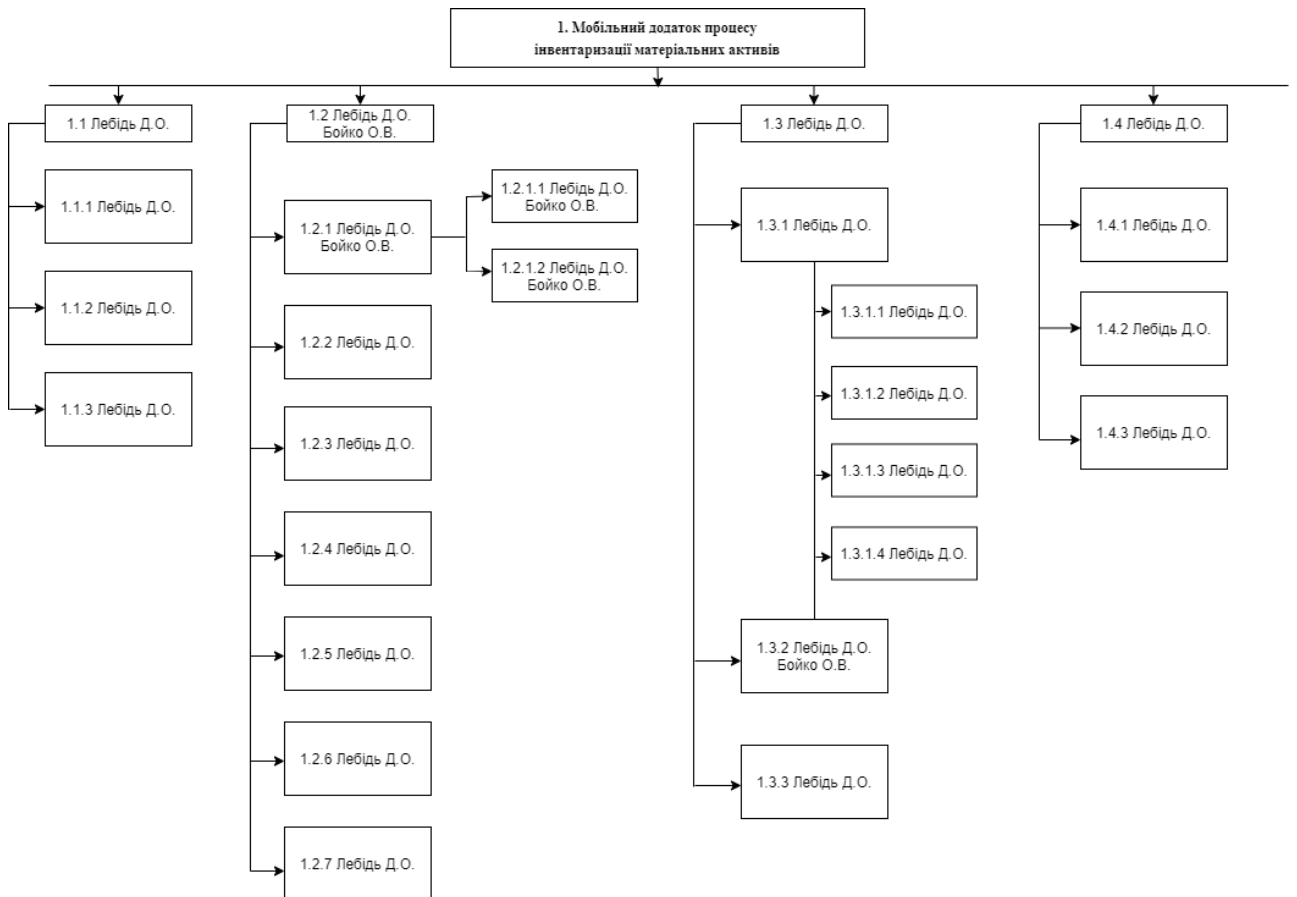 1. Мобільний додаток процесу
інвентаризації матеріальних активів
1.1 Лебідь Д.О.
1.1.1 Лебідь Д.О.
1.1.2 Лебідь Д.О.
1.1.3 Лебідь Д.О.
1.2 Лебідь Д.О.
Бойко О.В.
1.2.1 Лебідь Д.О.
Бойко О.В.
1.2.1.1 Лебідь Д.О.
Бойко О.В.
1.2.1.2 Лебідь Д.О.
Бойко О.В.
1.2.2 Лебідь Д.О.
1.2.3 Лебідь Д.О.
1.2.4 Лебідь Д.О.
1.2.5 Лебідь Д.О.
1.2.6 Лебідь Д.О.
1.2.7 Лебідь Д.О.
1.3 Лебідь Д.О.
1.3.1 Лебідь Д.О.
1.3.1.1 Лебідь Д.О.
1.3.1.2 Лебідь Д.О.
1.3.1.3 Лебідь Д.О.
1.3.1.4 Лебідь Д.О.
1.3.2 Лебідь Д.О.
Бойко О.В.
1.3.3 Лебідь Д.О.
1.4 Лебідь Д.О.
1.4.1 Лебідь Д.О.
1.4.2 Лебідь Д.О.
1.4.3 Лебідь Д.О.